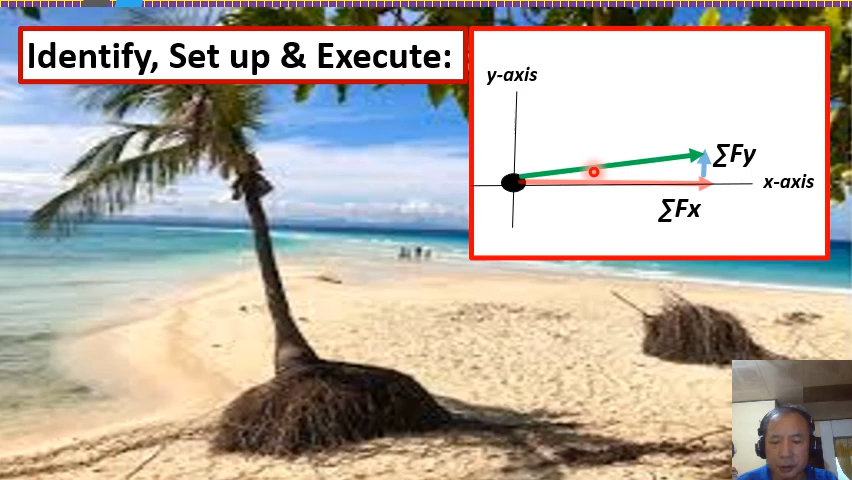 Identify, Set up & Execute:
y-axis
∑Fy
x-axis
∑Fx